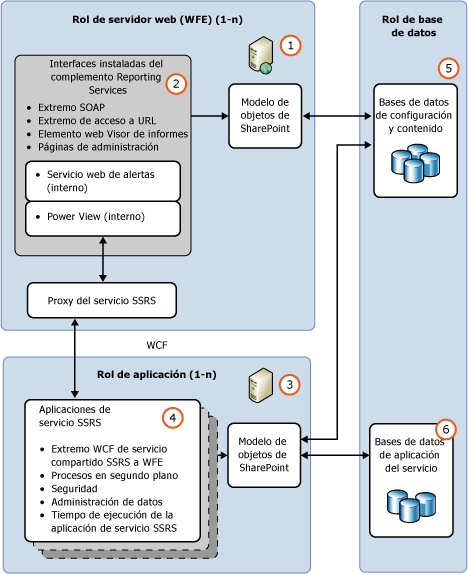 Rol de servidor web (WFE) (1-n)
1
Interfaces instaladas del
complemento Reporting
Services
2
• Extremo SOAP
• Extremo de acceso a URL
• Elemento web Visor de informes
• Páginas de administración
• Servicio web de alertas
(interno)
• Power View (interno)
Modelo de
objetos de
SharePoint
Proxy del servicio SSRS
WCF
Rol de aplicación (1-n)
3
Aplicaciones de
servicio SSRS
4
• Extremo WCF de servicio
compartido SSRS a WFE
• Procesos en segundo plano
• Seguridad
• Administración de datos
• Tiempo de ejecución de la
aplicación de servicio SSRS
Modelo de
objetos de
SharePoint
Rol de base
de datos
5
Bases de datos
de configuración
y contenido
6
Bases de datos
de aplicación
del servicio